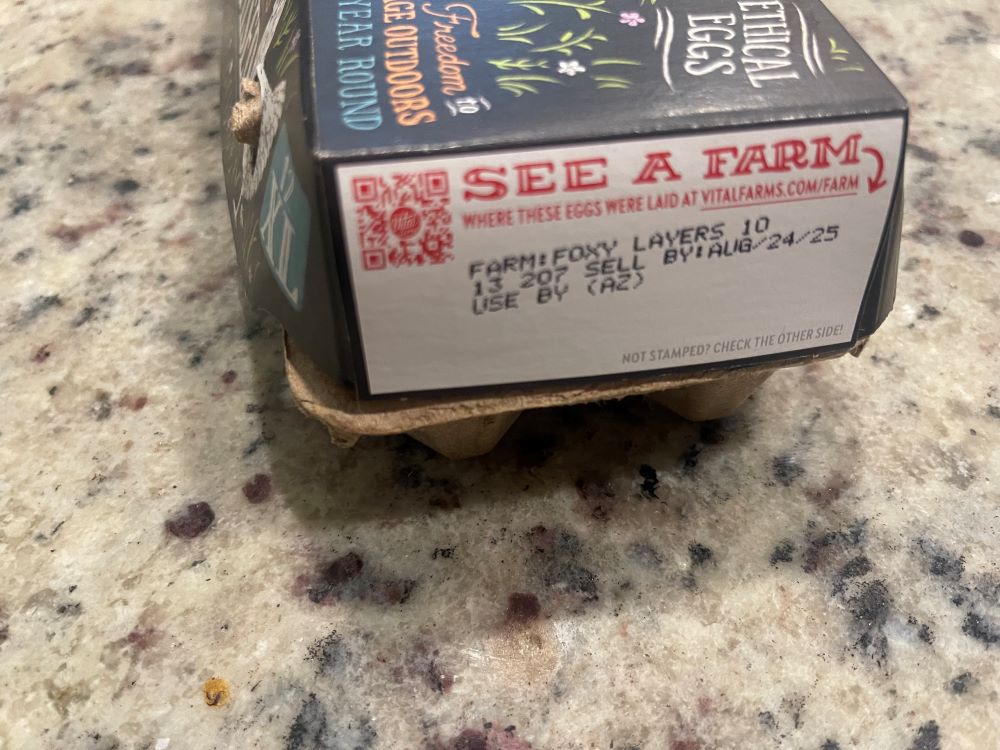 ETHICAL
EGGS
Freedom to
OUTDOORS
YEAR ROUND
XL
SEE A FARM
WHERE THESE EGGS WERE LAID AT VITALFARMS.COM/FARM
Vital
FARM:FOXY LAYERS 10
13 207 SELL BY:AUG/24/25
USE BY (AZ)
NOT STAMPED? CHECK THE OTHER SIDE!